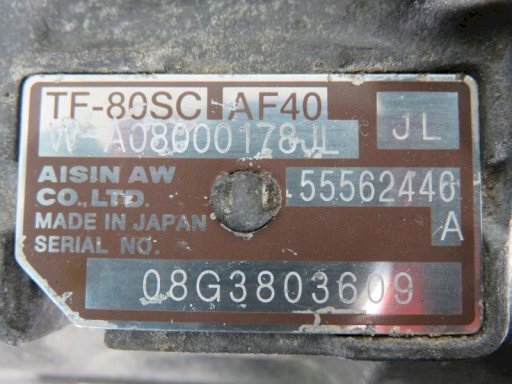 TF-80SC AF40
W A08000178JL JL
AISIN AW
CO.,LTD. 55562446
MADE IN JAPAN A
SERIAL NO.
08G3803609